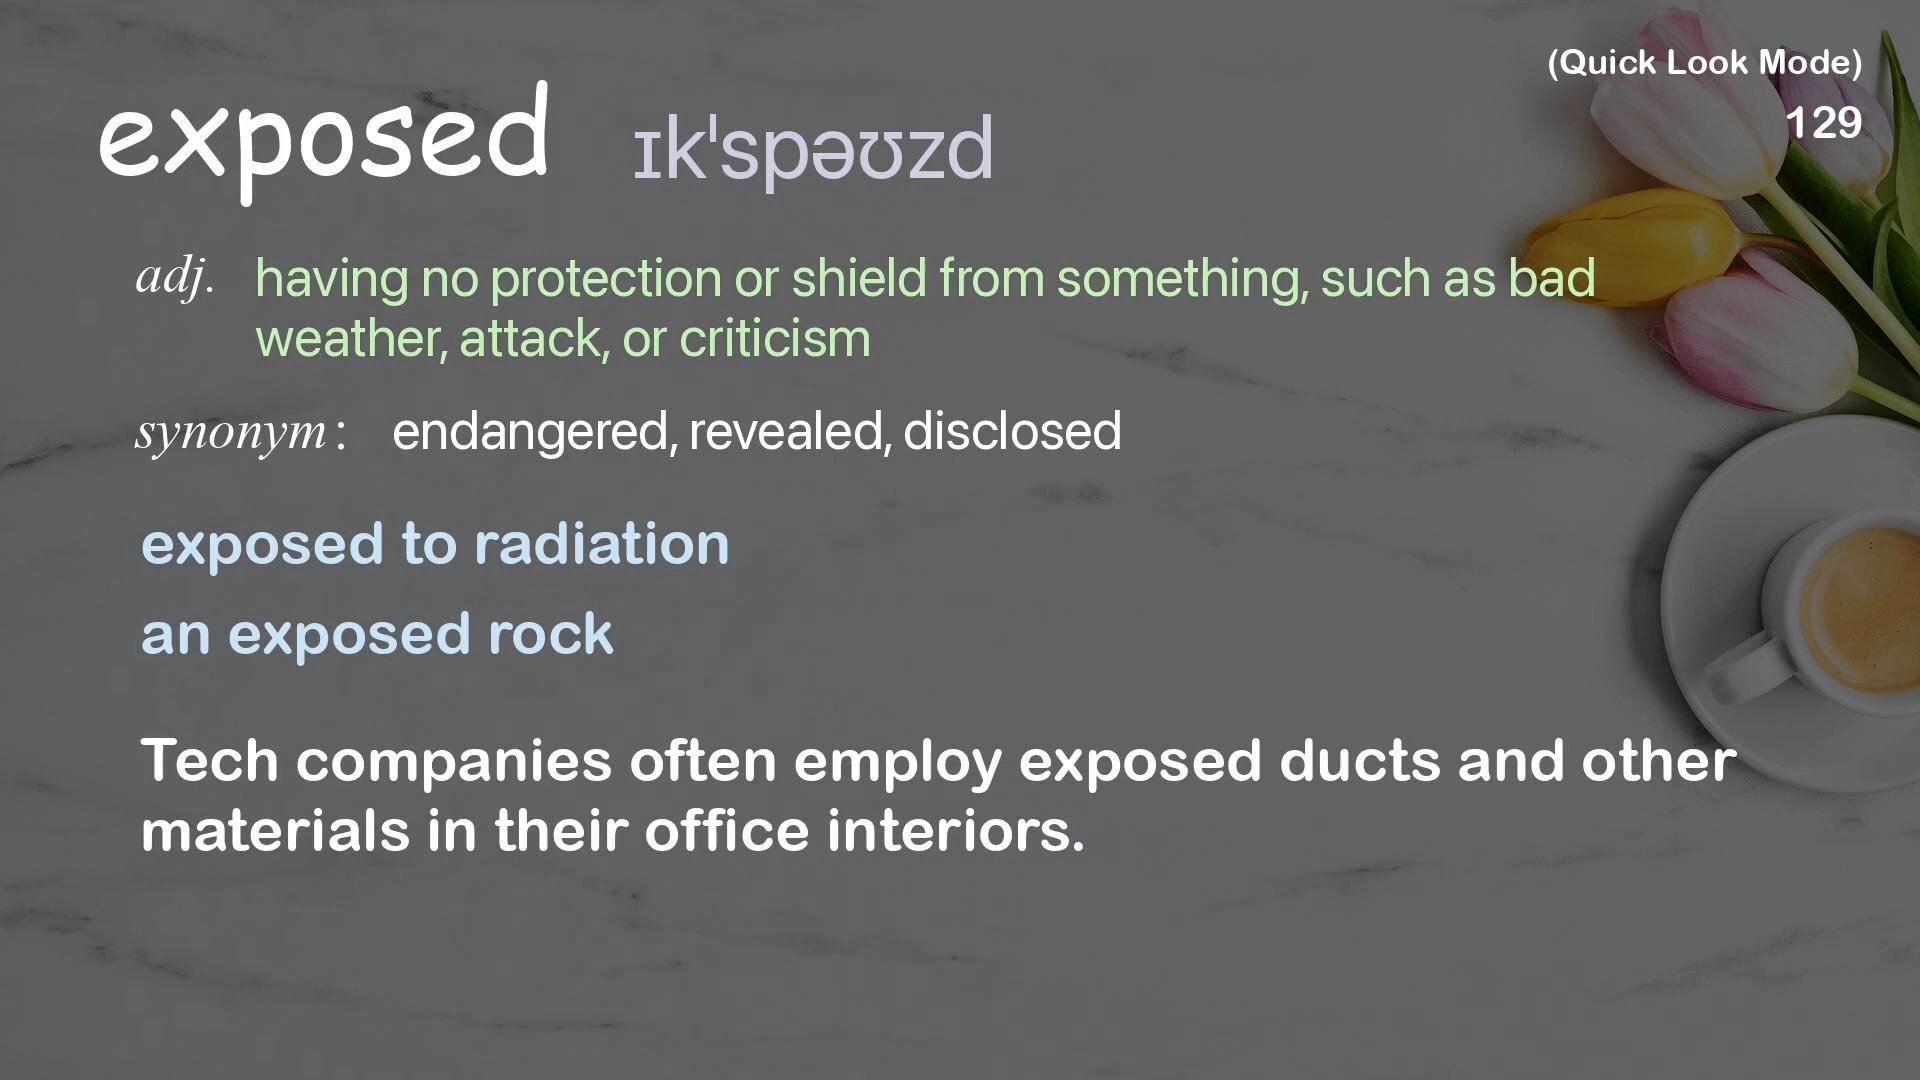 (Quick Look Mode)
129
exposed ɪk'spəʊzd
adj. having no protection or shield from something, such as bad
weather, attack, or criticism
synonym: endangered, revealed, disclosed
exposed to radiation
an exposed rock
Tech companies often employ exposed ducts and other
materials in their office interiors.